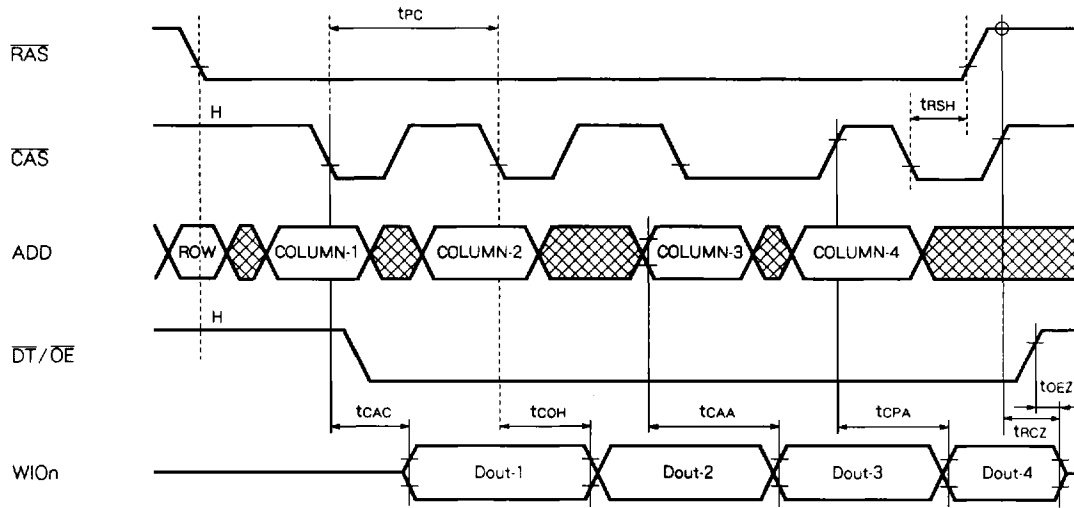 tPC
RAS
tRSH
H
CAS
ADD
ROW COLUMN-1 COLUMN-2 COLUMN-3 COLUMN-4
H
DT/OE
tOEZ
tCAC tCOH tCAA tCPA
tRCZ
WIOn
Dout-1 Dout-2 Dout-3 Dout-4